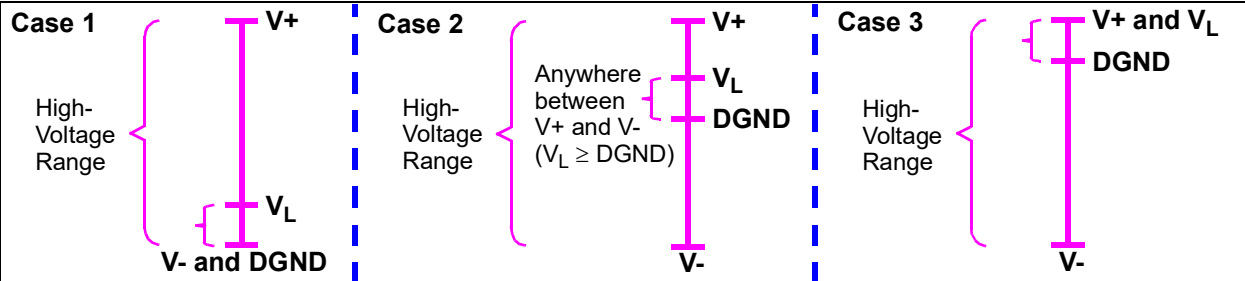 Case 1
V+
High-
Voltage
Range
VL
V- and DGND
Case 2
V+
Anywhere
between
V+ and V-
(VL ≥ DGND)
VL
DGND
High-
Voltage
Range
V-
Case 3
V+ and VL
DGND
High-
Voltage
Range
V-